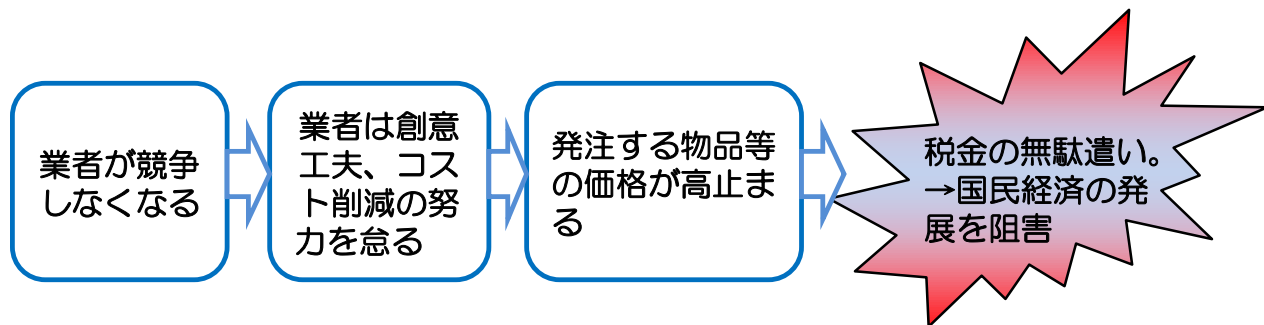 業者が競争
しなくなる
業者は創意
工夫、コス
ト削減の努
力を怠る
発注する物品等
の価格が高止ま
る
税金の無駄遣い。
→国民経済の発
展を阻害